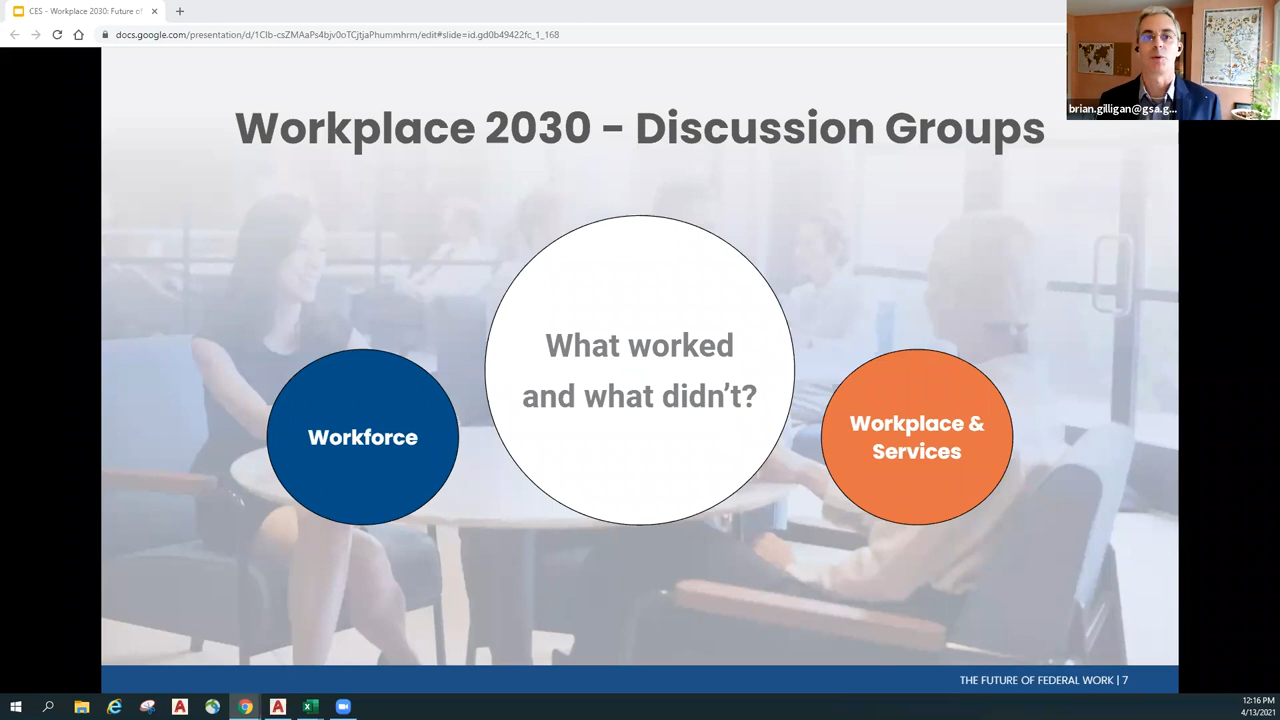 CES - Workplace 2030: Future of
docs.google.com/presentation/d/1CIb-csZMAaPs4bjv0oTCjtjaPhummhrm/edit#slide=id.gd0b49422fc_1_168
brian.gilligan@gsa.g...
Workplace 2030 - Discussion Groups
What worked
and what didn't?
Workforce
Workplace &
Services
THE FUTURE OF FEDERAL WORK | 7
12:16 PM
4/13/2021